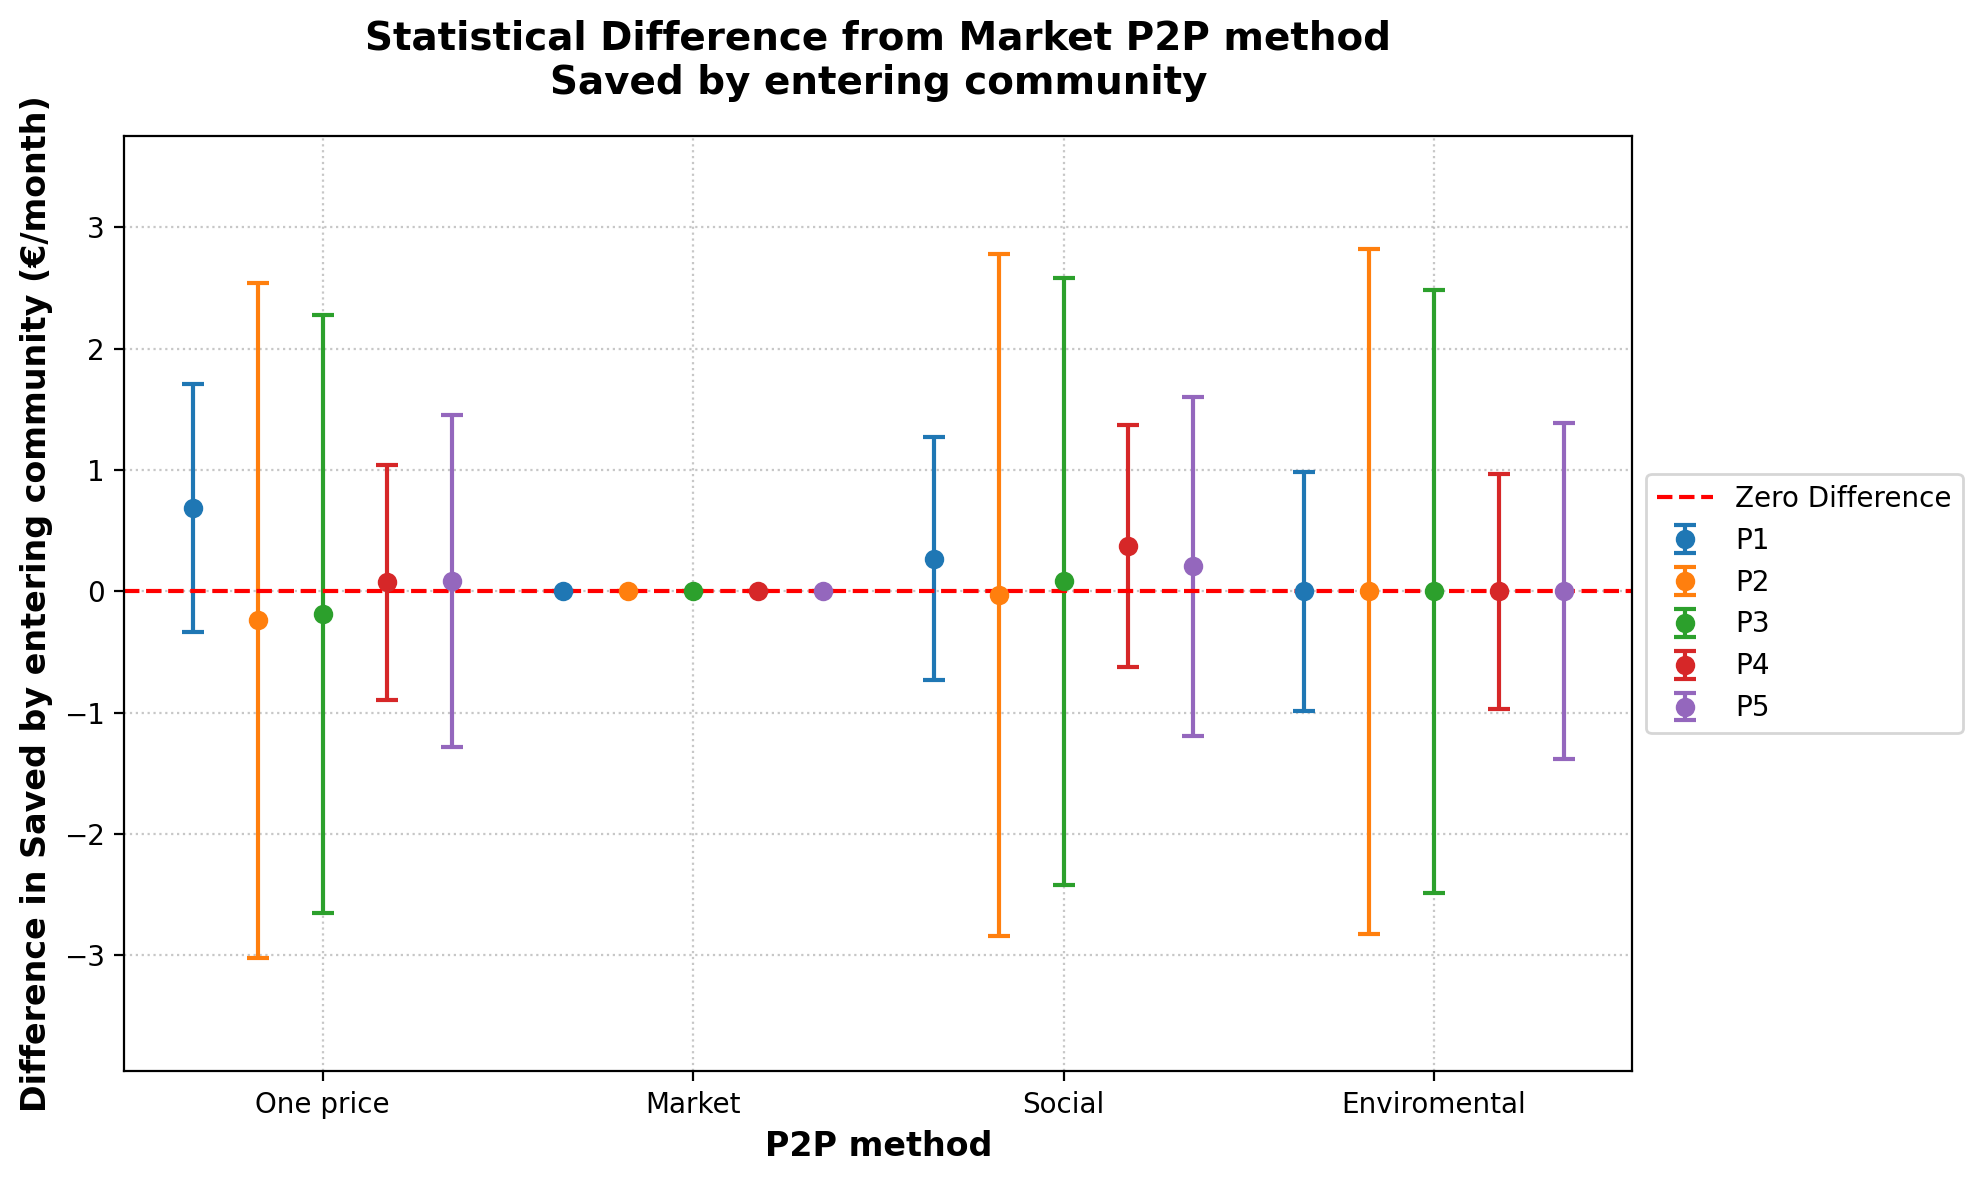 Statistical Difference from Market P2P method
Saved by entering community
Difference in Saved by entering community (€/month)
3
2
1
0
−1
−2
−3
One price
Market
Social
Enviromental
P2P method
Zero Difference
P1
P2
P3
P4
P5